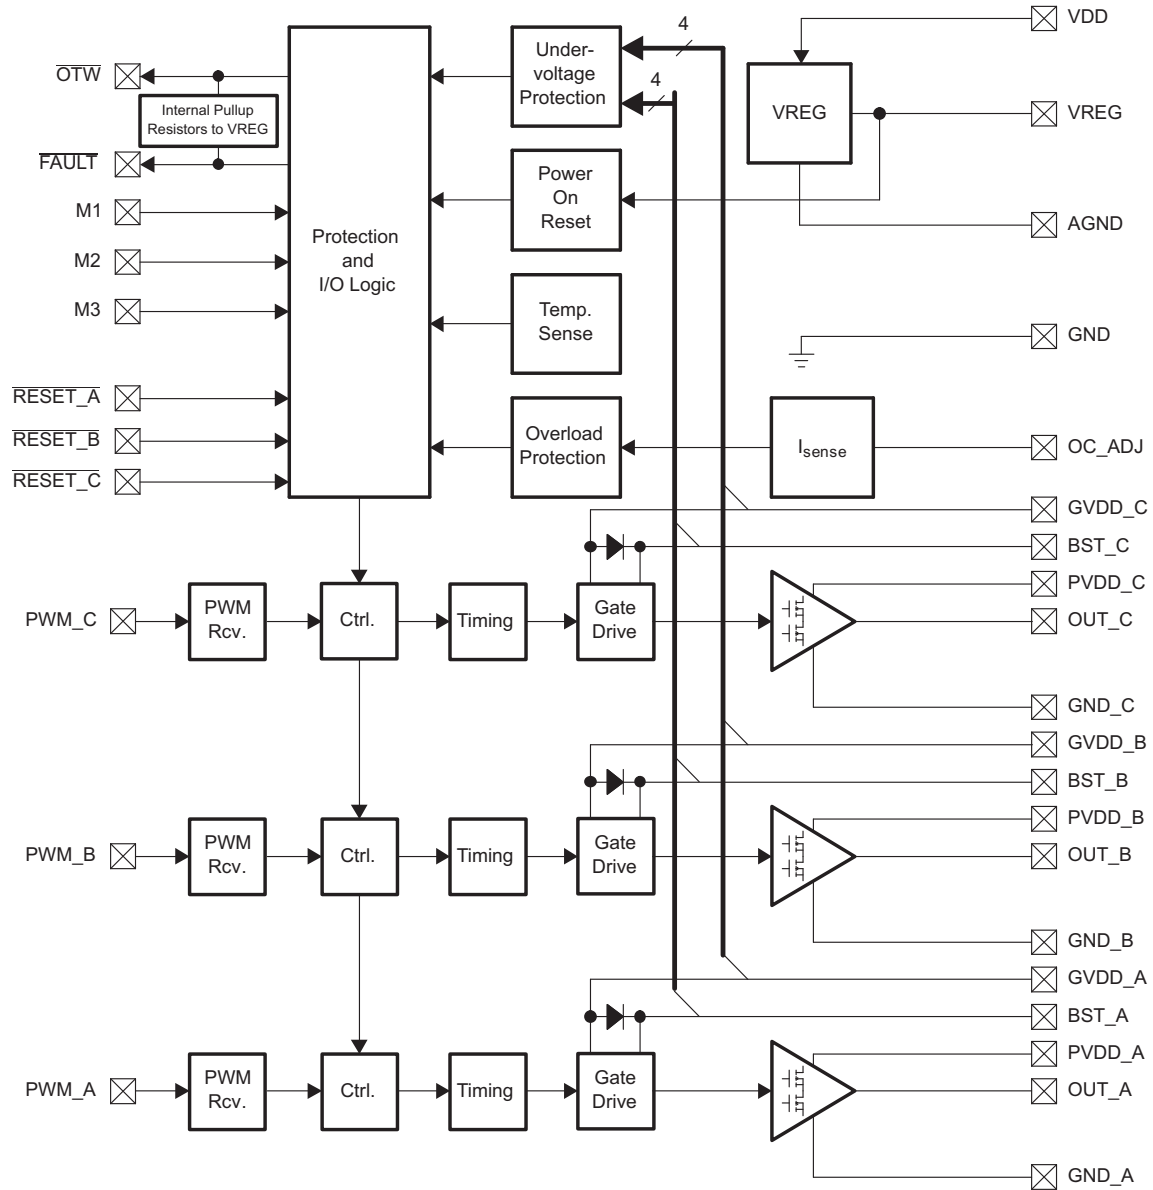 4
VDD
Under-
voltage
Protection
OTW
4
Internal Pullup
Resistors to VREG
VREG
VREG
FAULT
Power
On
Reset
M1
AGND
Protection
and
I/O Logic
M2
M3
Temp.
Sense
GND
RESET_A
RESET_B
RESET_C
Overload
Protection
Isense
OC_ADJ
GVDD_C
BST_C
PVDD_C
PWM_C
PWM
Rcv.
Ctrl.
Timing
Gate
Drive
OUT_C
GND_C
GVDD_B
BST_B
PVDD_B
PWM_B
PWM
Rcv.
Ctrl.
Timing
Gate
Drive
OUT_B
GND_B
GVDD_A
BST_A
PVDD_A
PWM_A
PWM
Rcv.
Ctrl.
Timing
Gate
Drive
OUT_A
GND_A